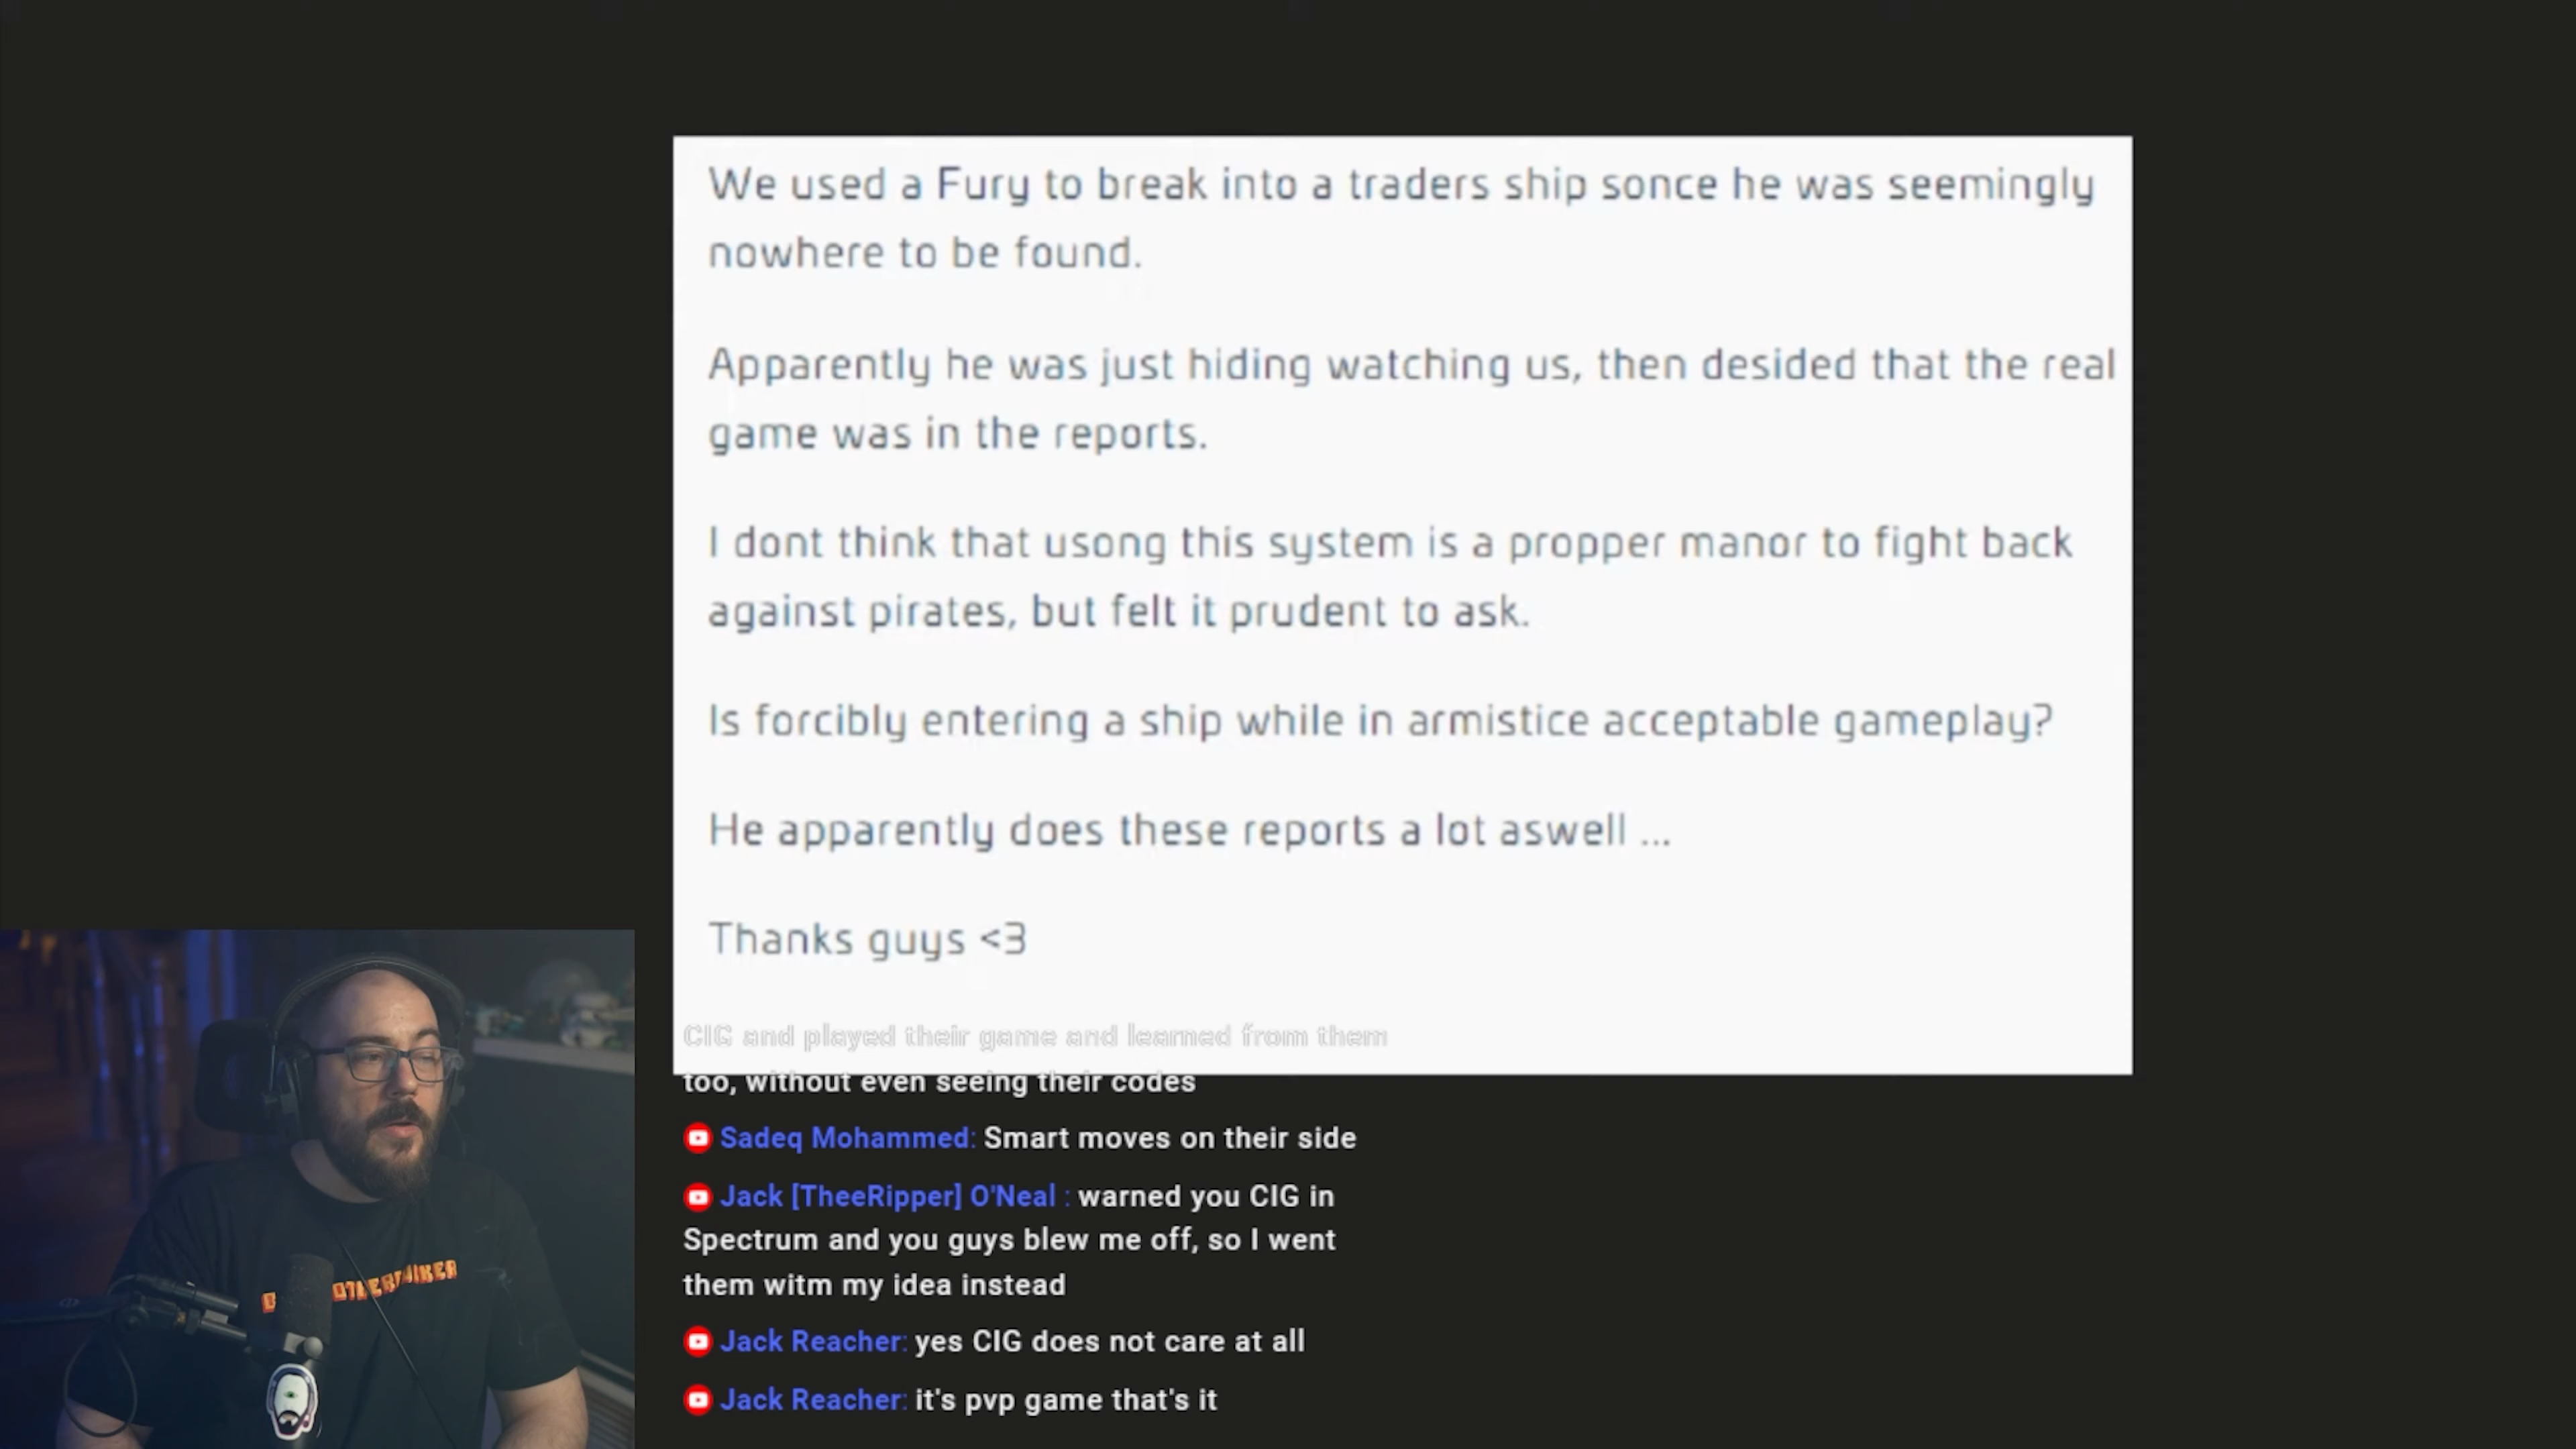 We used a Fury to break into a traders ship sonce he was seemingly
nowhere to be found.
Apparently he was just hiding watching us, then desided that the real
game was in the reports.
I dont think that usong this system is a propper manor to fight back
against pirates, but felt it prudent to ask.
Is forcibly entering a ship while in armistice acceptable gameplay?
He apparently does these reports a lot aswell ...
Thanks guys <3
CIG and played their game and learned from them
too, without even seeing their codes
Sadeq Mohammed: Smart moves on their side
Jack [TheeRipper] O'Neal : warned you CIG in
Spectrum and you guys blew me off, so I went
them witm my idea instead
Jack Reacher: yes CIG does not care at all
Jack Reacher: it's pvp game that's it